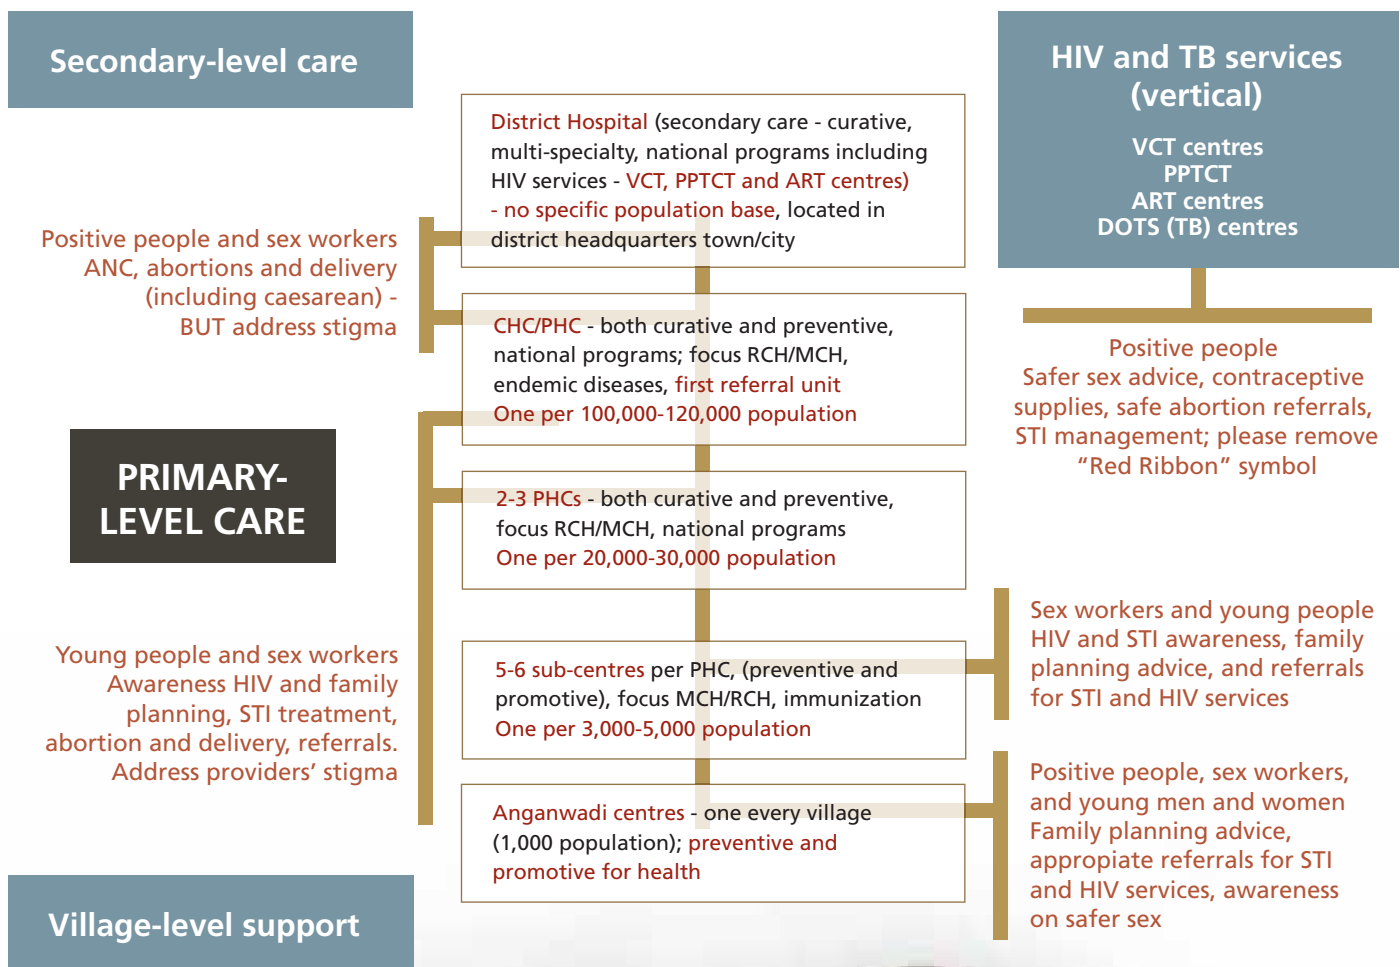 Secondary-level care
HIV and TB services
(vertical)
VCT centres
PPTCT
ART centres
DOTS (TB) centres
District Hospital (secondary care - curative,
multi-specialty, national programs including
HIV services - VCT, PPTCT and ART centres)
- no specific population base, located in
district headquarters town/city
Positive people and sex workers
ANC, abortions and delivery
(including caesarean) -
BUT address stigma
CHC/PHC - both curative and preventive,
national programs; focus RCH/MCH,
endemic diseases, first referral unit
One per 100,000-120,000 population
Positive people
Safer sex advice, contraceptive
supplies, safe abortion referrals,
STI management; please remove
“Red Ribbon” symbol
PRIMARY-
LEVEL CARE
2-3 PHCs - both curative and preventive,
focus RCH/MCH, national programs
One per 20,000-30,000 population
Young people and sex workers
Awareness HIV and family
planning, STI treatment,
abortion and delivery, referrals.
Address providers’ stigma
5-6 sub-centres per PHC, (preventive and
promotive), focus MCH/RCH, immunization
One per 3,000-5,000 population
Sex workers and young people
HIV and STI awareness, family
planning advice, and referrals
for STI and HIV services
Anganwadi centres - one every village
(1,000 population); preventive and
promotive for health
Positive people, sex workers,
and young men and women
Family planning advice,
appropiate referrals for STI
and HIV services, awareness
on safer sex
Village-level support